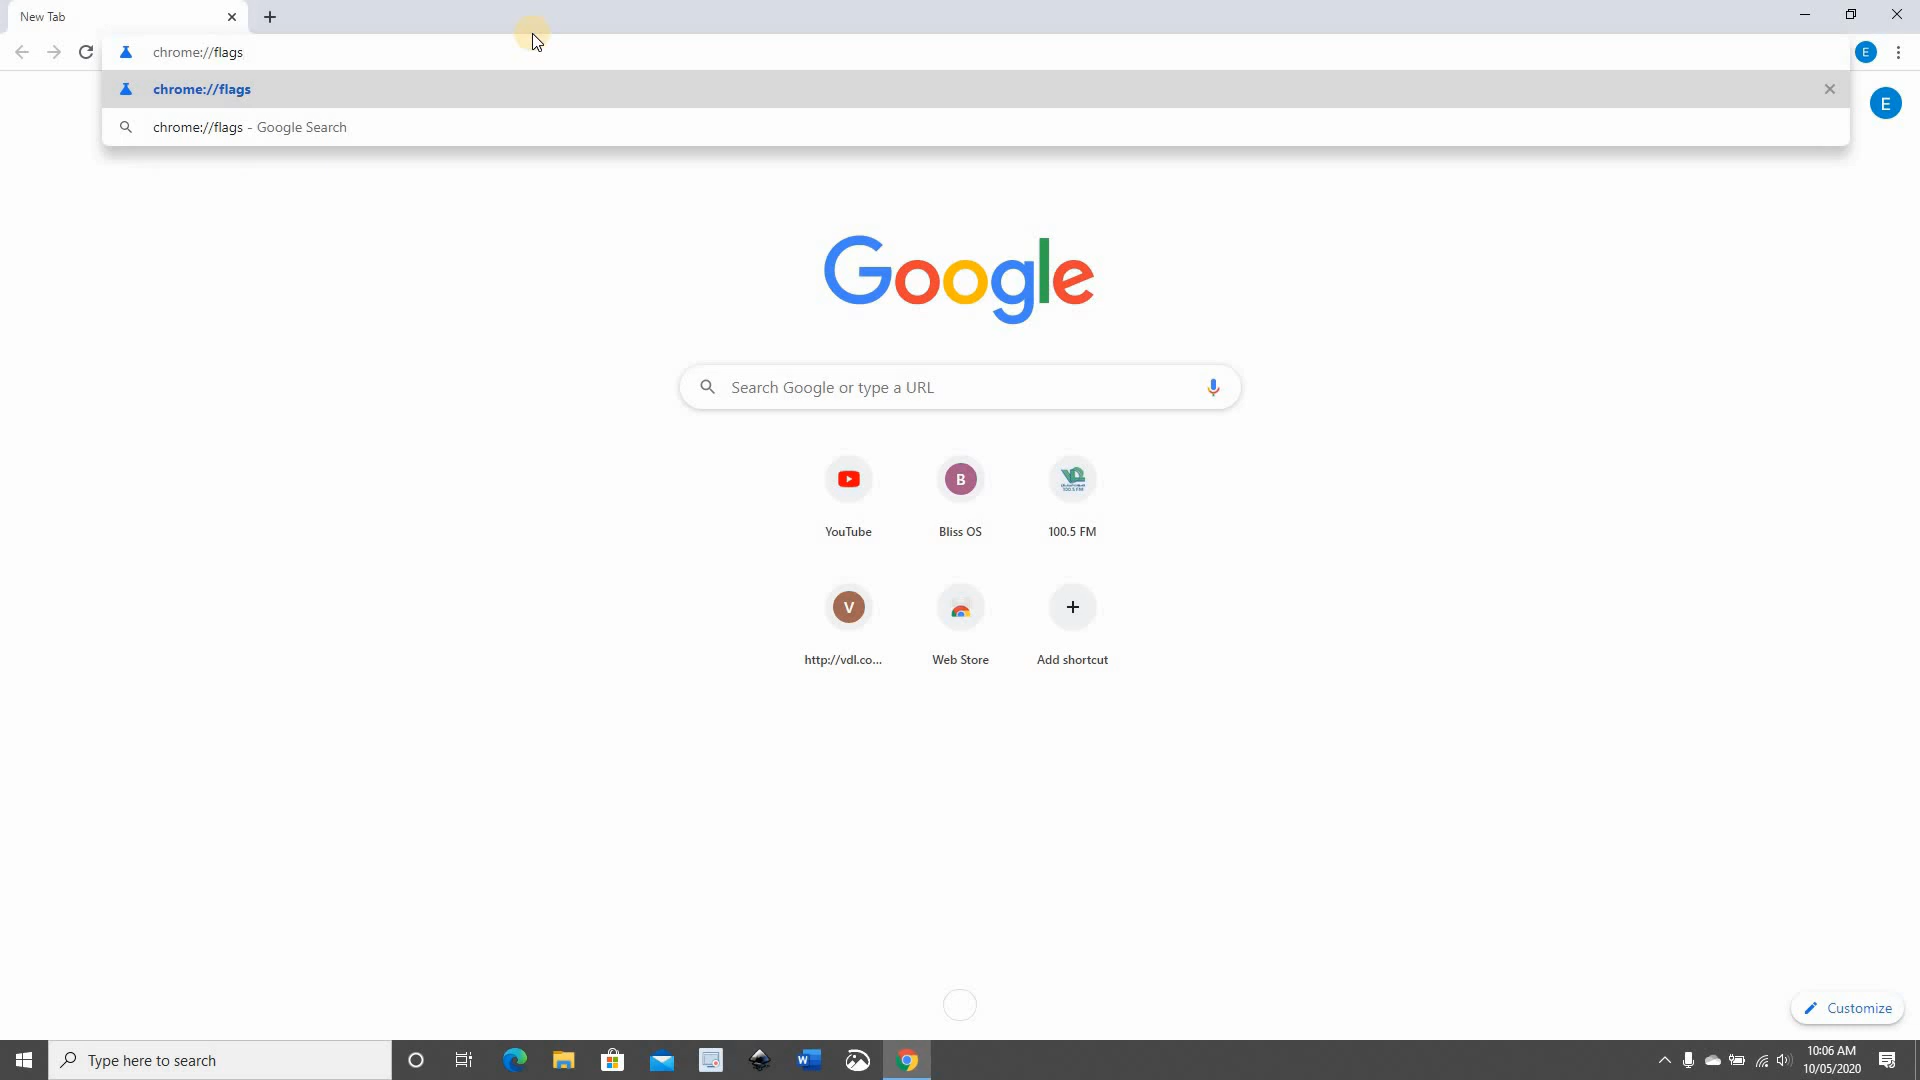 New Tab
chrome://flags
chrome://flags
chrome://flags - Google Search
E
E
Google
Search Google or type a URL
B
YouTube
Bliss OS
100.5 FM
V
http://vdl.co...
Web Store
Add shortcut
Customize
Type here to search
10:06 AM
10/05/2020